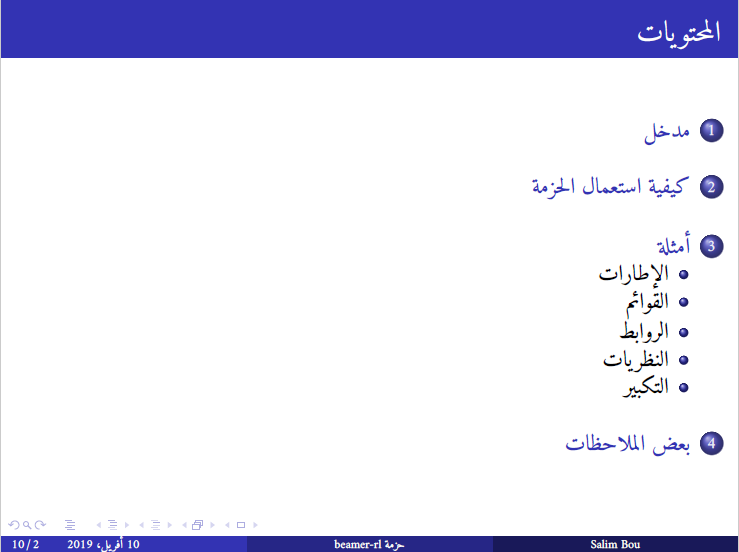 المحتويات
1 مدخل
2 كيفية استعمال الحزمة
3 أمثلة
الإطارات
القوائم
الروابط
النظريات
التكبير
4 بعض الملاحظات
Salim Bou حزمة beamer-rl 10 أفريل، 2019 2 / 10